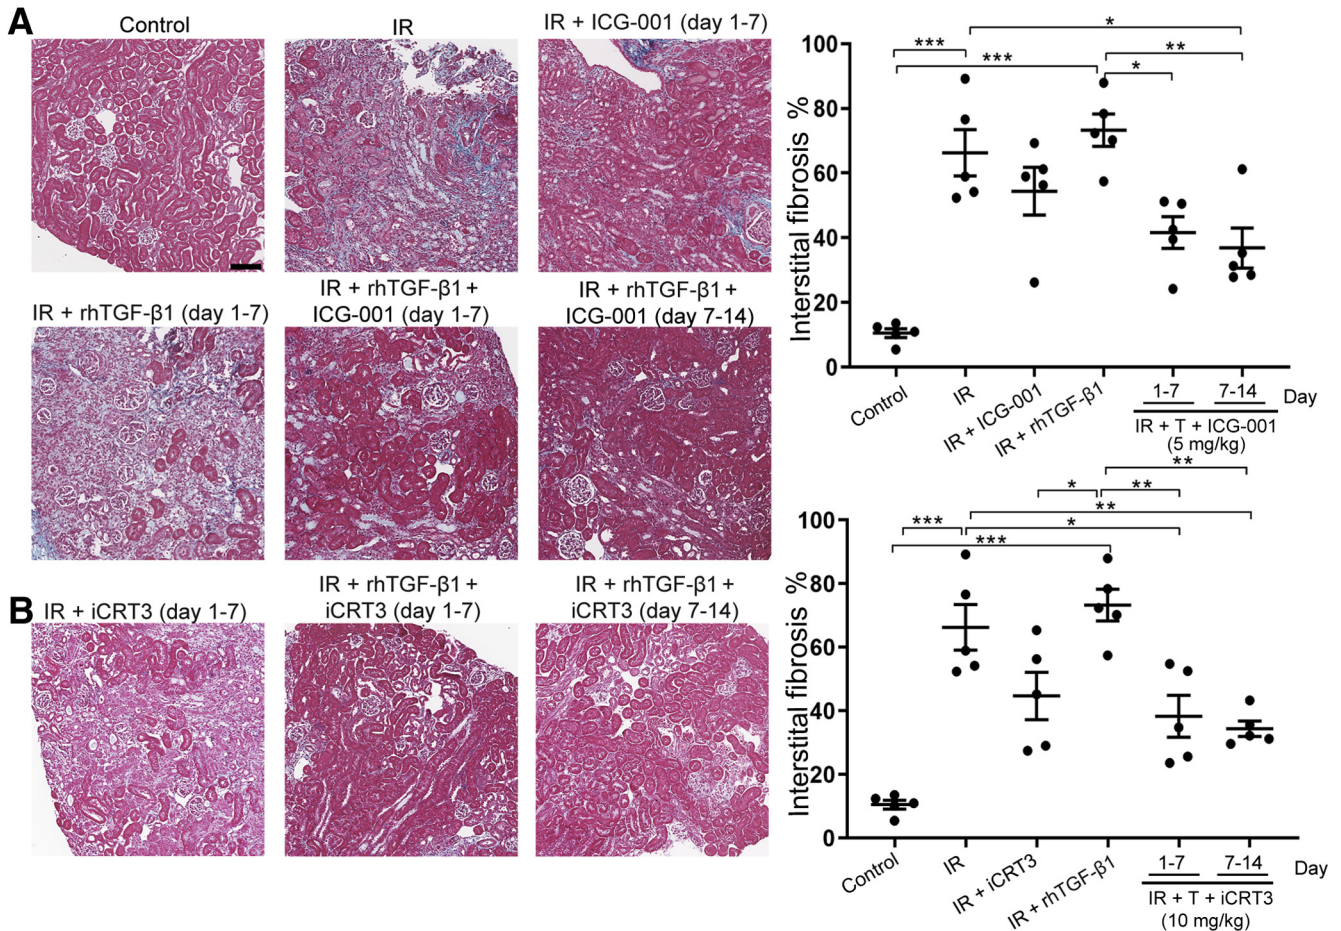 A
Control
IR
IR + ICG-001 (day 1-7)
IR + rhTGF-β1 (day 1-7)
IR + rhTGF-β1 +
ICG-001 (day 1-7)
IR + rhTGF-β1 +
ICG-001 (day 7-14)
Interstital fibrosis %
100
80
60
40
20
0
***
***
*
**
*
Control
IR
IR + ICG-001
IR + rhTGF-β1
1-7
7-14
Day
IR + T + ICG-001
(5 mg/kg)
B
IR + iCRT3 (day 1-7)
IR + rhTGF-β1 +
iCRT3 (day 1-7)
IR + rhTGF-β1 +
iCRT3 (day 7-14)
Interstital fibrosis %
100
80
60
40
20
0
**
*
**
**
***
*
***
Control
IR
IR + iCRT3
IR + rhTGF-β1
1-7
7-14
Day
IR + T + iCRT3
(10 mg/kg)